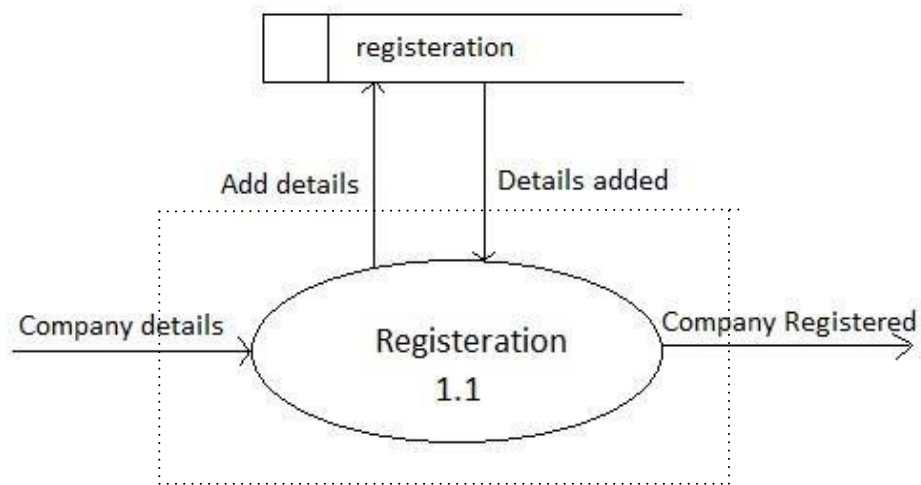 registeration
Add details
Details added
Company details
Company Registered
Registeration
1.1